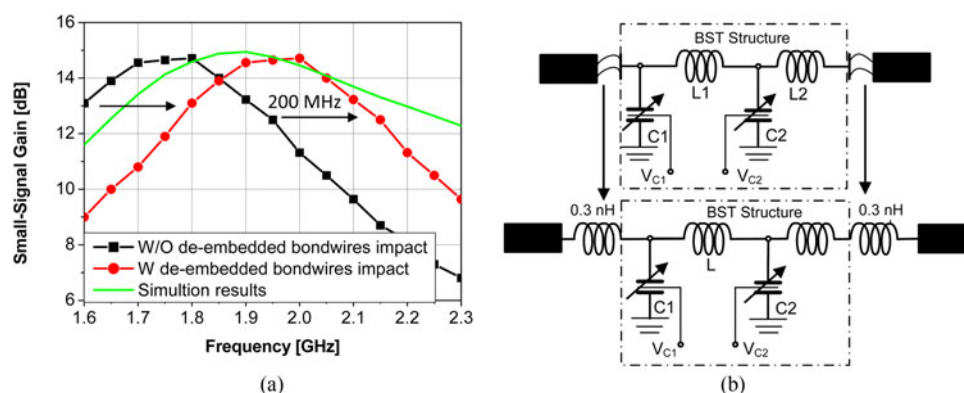 Small-Signal Gain [dB]
16
14
12
10
8
6
200 MHz
W/O de-embedded bondwires impact
W de-embedded bondwires impact
Simultion results
1.6 1.7 1.8 1.9 2.0 2.1 2.2 2.3
Frequency [GHz]
(a)
BST Structure
L1
L2
C1
C2
VC1
VC2
0.3 nH
BST Structure
0.3 nH
L
C1
C2
VC1
VC2
(b)